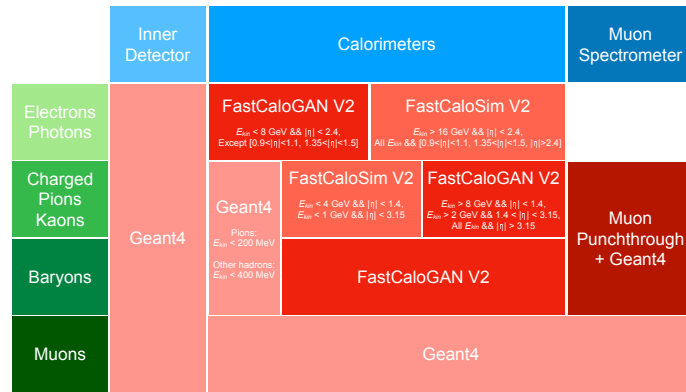 Inner
Detector
Calorimeters
Muon
Spectrometer
Electrons
Photons
FastCaloGAN V2
E_kin < 8 GeV && |η| < 2.4,
Except [0.9<|η|<1.1, 1.35<|η|<1.5]
FastCaloSim V2
E_kin > 16 GeV && |η| < 2.4,
All E_kin && [0.9<|η|<1.1, 1.35<|η|<1.5, |η|>2.4]
Charged
Pions
Kaons
Geant4
Geant4
Pions:
E_kin < 200 MeV
Other hadrons:
E_kin < 400 MeV
FastCaloSim V2
E_kin < 4 GeV && |η| < 1.4,
E_kin < 1 GeV && |η| < 3.15
FastCaloGAN V2
E_kin > 8 GeV && |η| < 1.4,
E_kin > 2 GeV && 1.4 < |η| < 3.15,
All E_kin && |η| > 3.15
Muon
Punchthrough
+ Geant4
Baryons
FastCaloGAN V2
Muons
Geant4